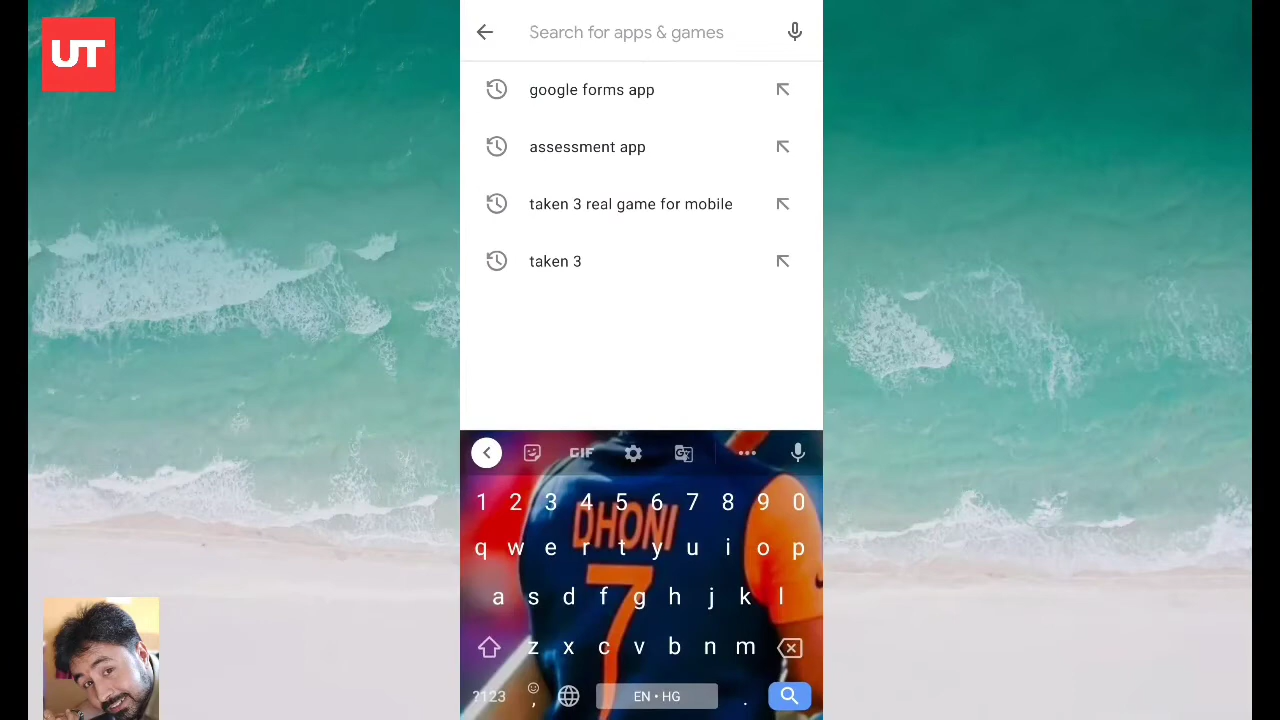 UT
Search for apps & games
google forms app
assessment app
taken 3 real game for mobile
taken 3
GIF
1 2 3 4 5 6 7 8 9 0
DHONI
q w e r t y u i o p
7
a s d f g h j k l
z x c v b n m
?123 , EN • HG .